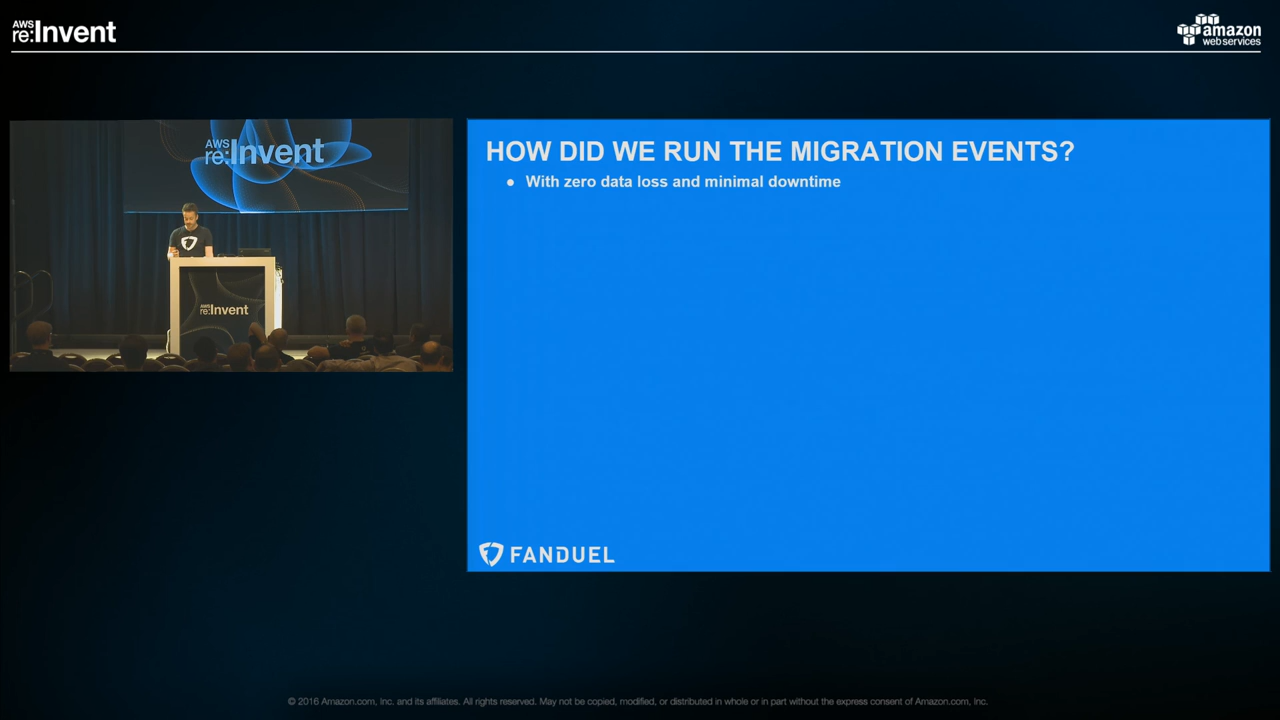 AWS
re:Invent
amazon
web services
AWS
re:Invent
AWS
re:Invent
HOW DID WE RUN THE MIGRATION EVENTS?
● With zero data loss and minimal downtime
FANDUEL
© 2016 Amazon.com, Inc. and its affiliates. All rights reserved. May not be copied, modified, or distributed in whole or in part without the express consent of Amazon.com, Inc.